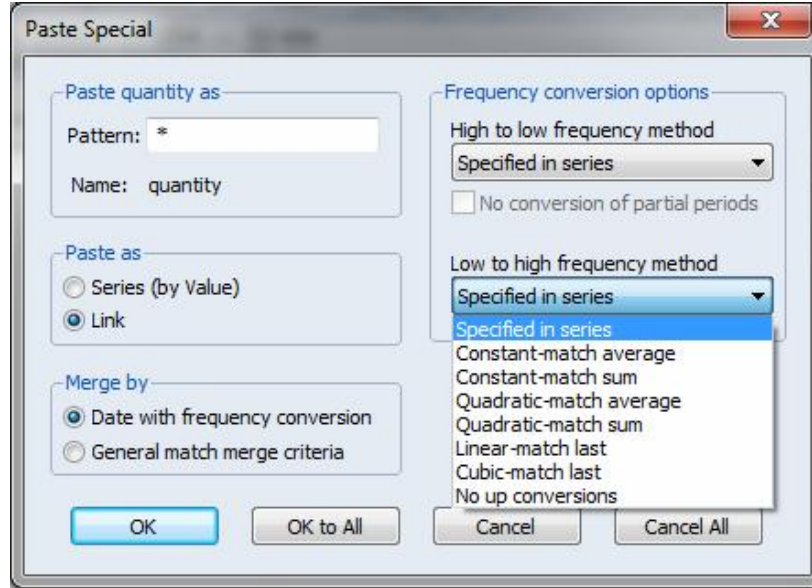 Paste Special
Paste quantity as
Pattern: *
Name: quantity
Paste as
Series (by Value)
Link
Merge by
Date with frequency conversion
General match merge criteria
Frequency conversion options
High to low frequency method
Specified in series
No conversion of partial periods
Low to high frequency method
Specified in series
Specified in series
Constant-match average
Constant-match sum
Quadratic-match average
Quadratic-match sum
Linear-match last
Cubic-match last
No up conversions
OK
OK to All
Cancel
Cancel All